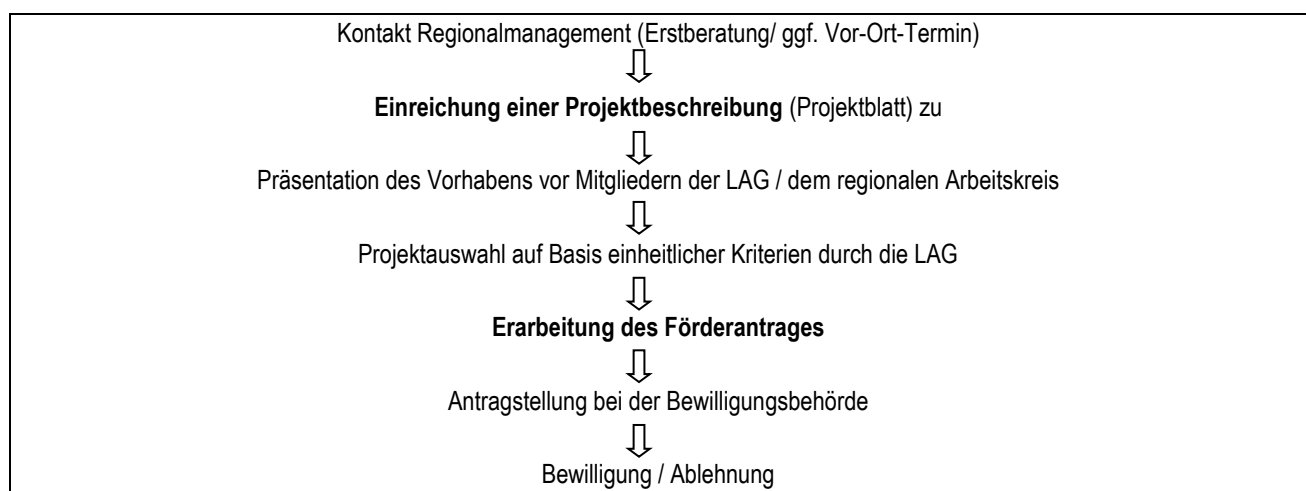 Kontakt Regionalmanagement (Erstberatung/ ggf. Vor-Ort-Termin)
Einreichung einer Projektbeschreibung (Projektblatt) zu
Präsentation des Vorhabens vor Mitgliedern der LAG / dem regionalen Arbeitskreis
Projektauswahl auf Basis einheitlicher Kriterien durch die LAG
Erarbeitung des Förderantrages
Antragstellung bei der Bewilligungsbehörde
Bewilligung / Ablehnung